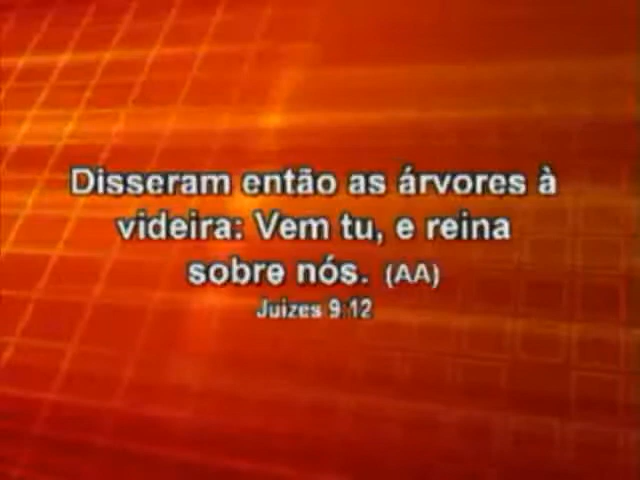 Disseram então as árvores à
videira: Vem tu, e reina
sobre nós. (AA)
Juizes 9:12